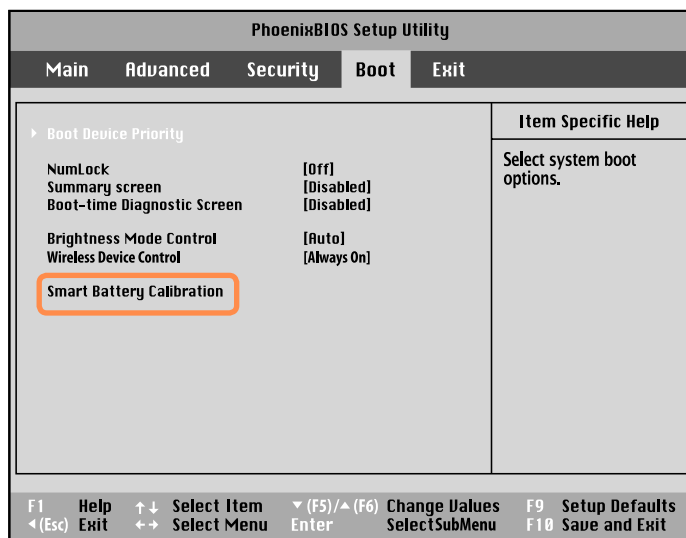 PhoenixBIOS Setup Utility
Main Advanced Security Boot Exit
Item Specific Help
▸ Boot Device Priority
Select system boot
options.
NumLock [Off]
Summary screen [Disabled]
Boot-time Diagnostic Screen [Disabled]
Brightness Mode Control [Auto]
Wireless Device Control [Always On]
Smart Battery Calibration
F1 Help ↑↓ Select Item ▼(F5)/▲(F6) Change Values F9 Setup Defaults
◂(Esc) Exit ←→ Select Menu Enter SelectSubMenu F10 Save and Exit